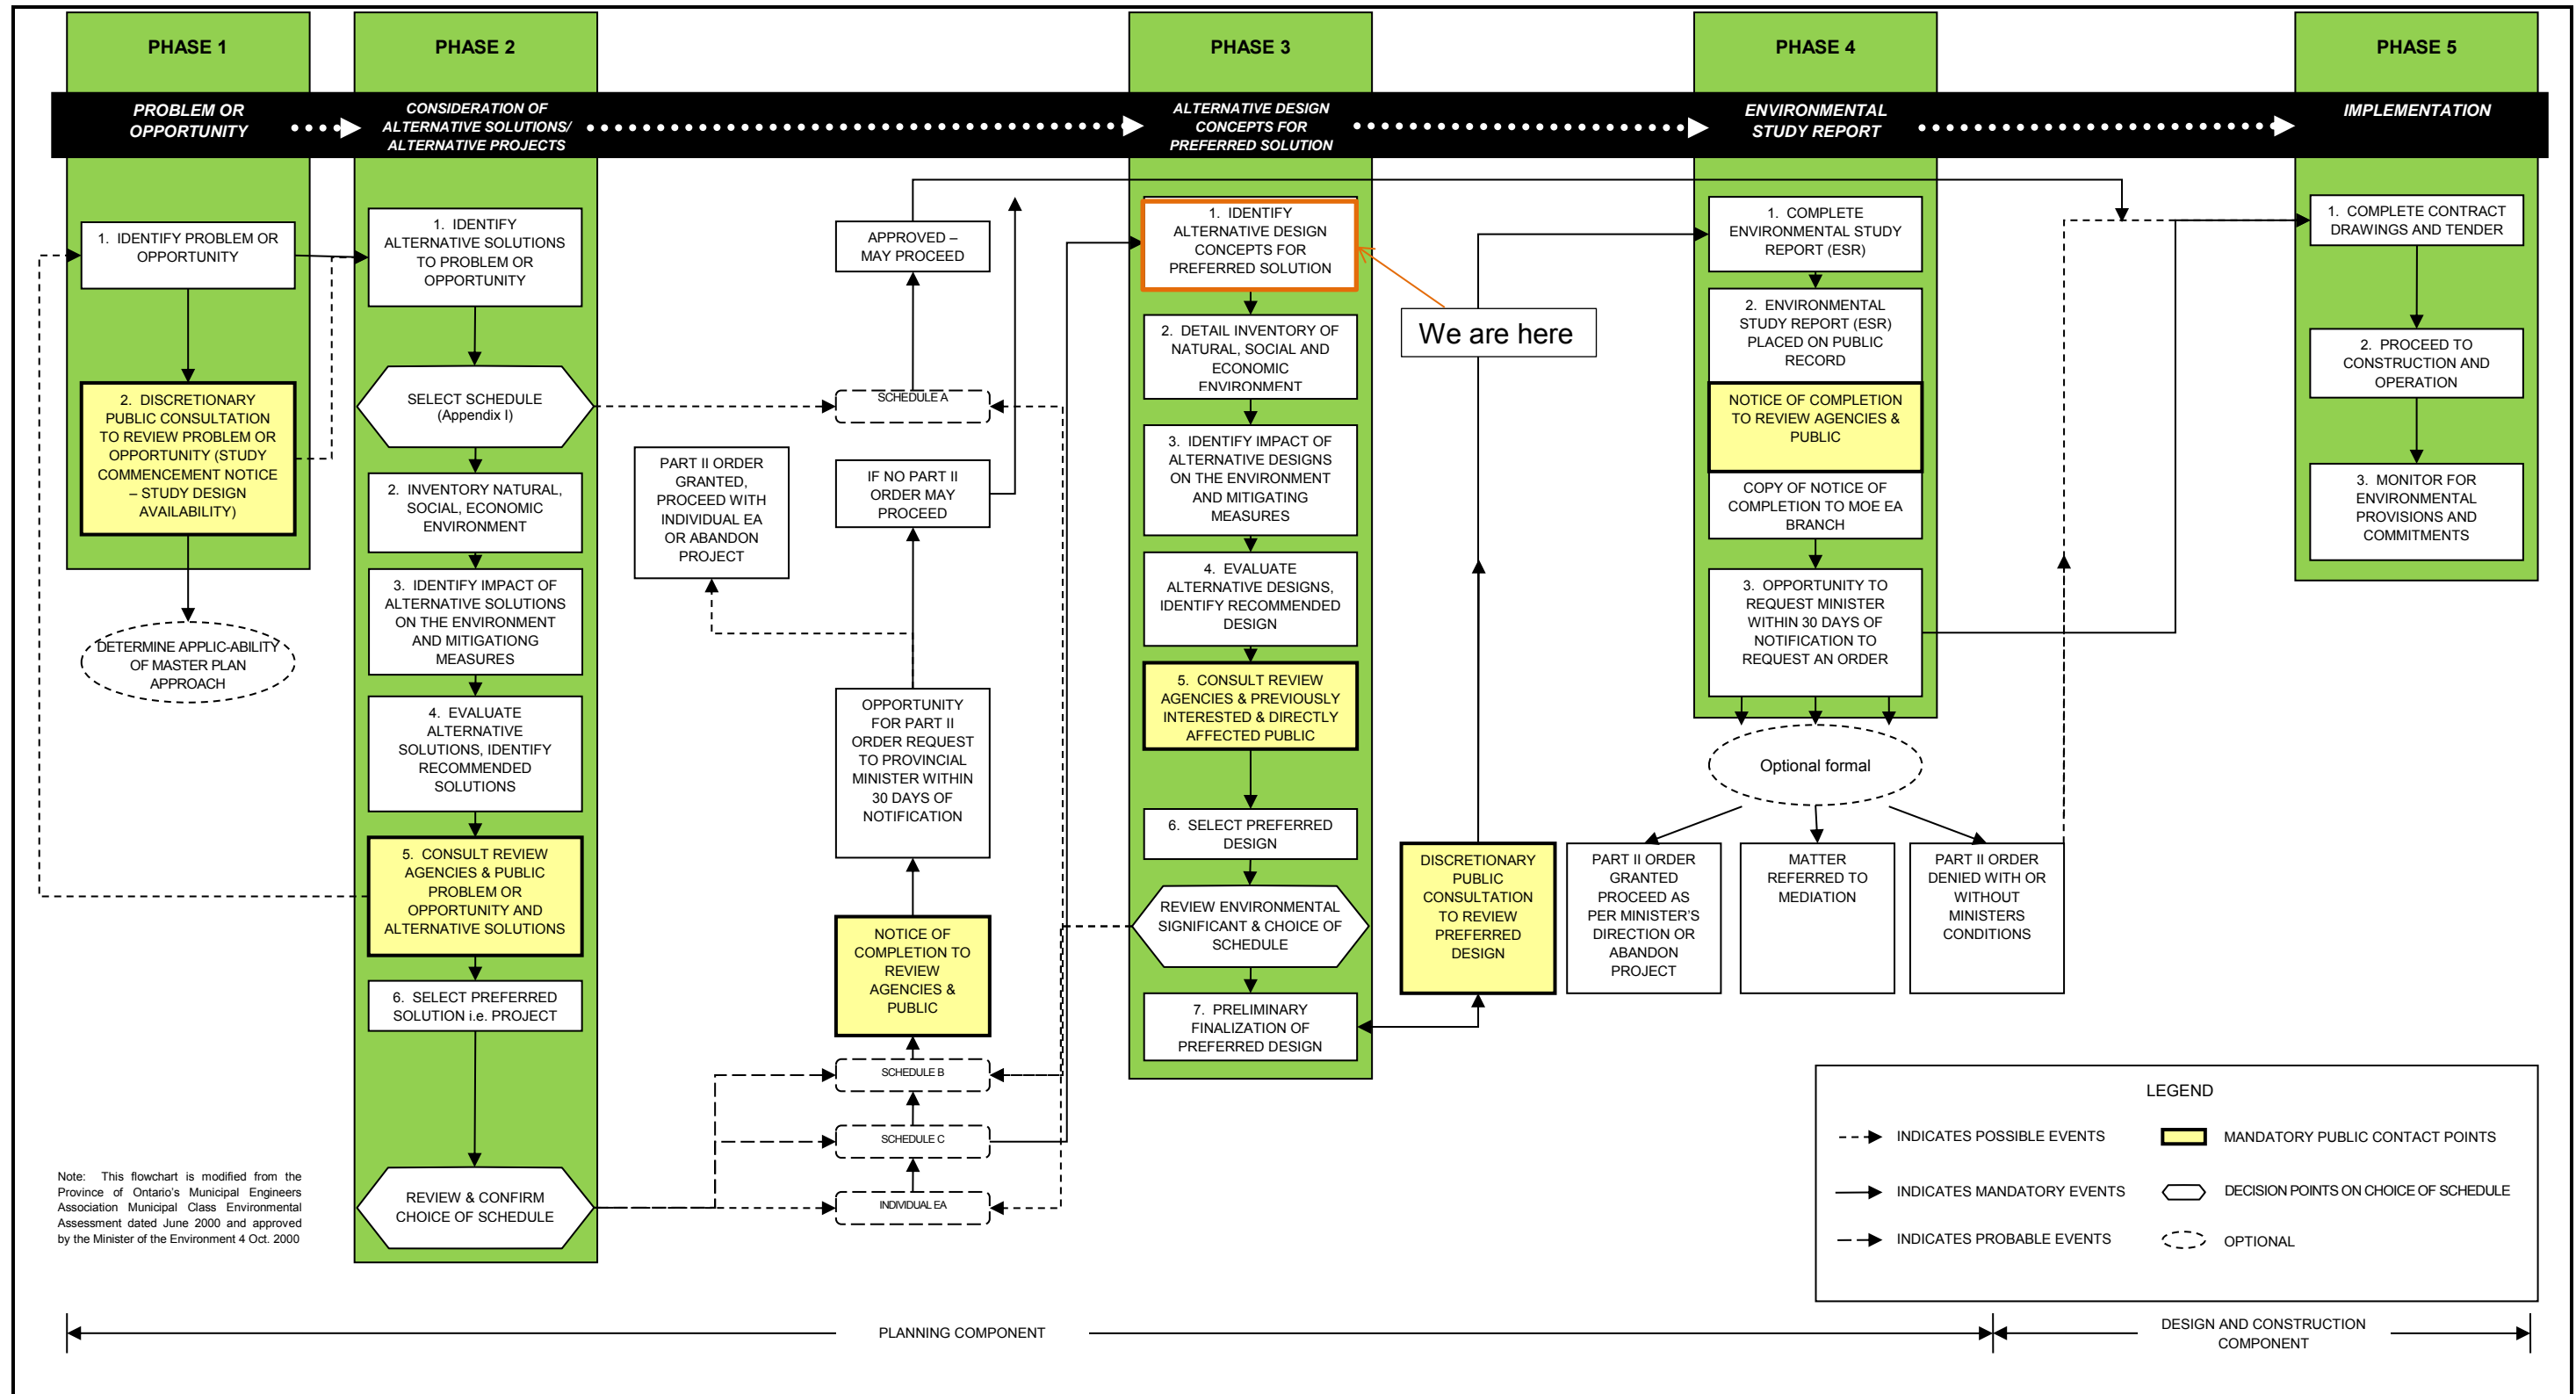 PHASE 1
PROBLEM OR
OPPORTUNITY
1. IDENTIFY PROBLEM OR
OPPORTUNITY
2. DISCRETIONARY
PUBLIC CONSULTATION
TO REVIEW PROBLEM OR
OPPORTUNITY (STUDY
COMMENCEMENT NOTICE
– STUDY DESIGN
AVAILABILITY)
DETERMINE APPLIC-ABILITY
OF MASTER PLAN
APPROACH
PHASE 2
CONSIDERATION OF
ALTERNATIVE SOLUTIONS/
ALTERNATIVE PROJECTS
1. IDENTIFY
ALTERNATIVE SOLUTIONS
TO PROBLEM OR
OPPORTUNITY
SELECT SCHEDULE
(Appendix I)
2. INVENTORY NATURAL,
SOCIAL, ECONOMIC
ENVIRONMENT
3. IDENTIFY IMPACT OF
ALTERNATIVE SOLUTIONS
ON THE ENVIRONMENT
AND MITIGATIONG
MEASURES
4. EVALUATE
ALTERNATIVE
SOLUTIONS, IDENTIFY
RECOMMENDED
SOLUTIONS
5. CONSULT REVIEW
AGENCIES & PUBLIC
PROBLEM OR
OPPORTUNITY AND
ALTERNATIVE SOLUTIONS
6. SELECT PREFERRED
SOLUTION i.e. PROJECT
REVIEW & CONFIRM
CHOICE OF SCHEDULE
APPROVED –
MAY PROCEED
SCHEDULE A
PART II ORDER
GRANTED,
PROCEED WITH
INDIVIDUAL EA
OR ABANDON
PROJECT
IF NO PART II
ORDER MAY
PROCEED
OPPORTUNITY
FOR PART II
ORDER REQUEST
TO PROVINCIAL
MINISTER WITHIN
30 DAYS OF
NOTIFICATION
NOTICE OF
COMPLETION TO
REVIEW
AGENCIES &
PUBLIC
SCHEDULE B
SCHEDULE C
INDIVIDUAL EA
PHASE 3
ALTERNATIVE DESIGN
CONCEPTS FOR
PREFERRED SOLUTION
1. IDENTIFY
ALTERNATIVE DESIGN
CONCEPTS FOR
PREFERRED SOLUTION
We are here
2. DETAIL INVENTORY OF
NATURAL, SOCIAL AND
ECONOMIC
ENVIRONMENT
3. IDENTIFY IMPACT OF
ALTERNATIVE DESIGNS
ON THE ENVIRONMENT
AND MITIGATING
MEASURES
4. EVALUATE
ALTERNATIVE DESIGNS,
IDENTIFY RECOMMENDED
DESIGN
5. CONSULT REVIEW
AGENCIES & PREVIOUSLY
INTERESTED & DIRECTLY
AFFECTED PUBLIC
6. SELECT PREFERRED
DESIGN
REVIEW ENVIRONMENTAL
SIGNIFICANT & CHOICE OF
SCHEDULE
7. PRELIMINARY
FINALIZATION OF
PREFERRED DESIGN
DISCRETIONARY
PUBLIC
CONSULTATION
TO REVIEW
PREFERRED
DESIGN
PHASE 4
ENVIRONMENTAL
STUDY REPORT
1. COMPLETE
ENVIRONMENTAL STUDY
REPORT (ESR)
2. ENVIRONMENTAL
STUDY REPORT (ESR)
PLACED ON PUBLIC
RECORD
NOTICE OF COMPLETION
TO REVIEW AGENCIES &
PUBLIC
COPY OF NOTICE OF
COMPLETION TO MOE EA
BRANCH
3. OPPORTUNITY TO
REQUEST MINISTER
WITHIN 30 DAYS OF
NOTIFICATION TO
REQUEST AN ORDER
Optional formal
PART II ORDER
GRANTED
PROCEED AS
PER MINISTER'S
DIRECTION OR
ABANDON
PROJECT
MATTER
REFERRED TO
MEDIATION
PART II ORDER
DENIED WITH OR
WITHOUT
MINISTERS
CONDITIONS
PHASE 5
IMPLEMENTATION
1. COMPLETE CONTRACT
DRAWINGS AND TENDER
2. PROCEED TO
CONSTRUCTION AND
OPERATION
3. MONITOR FOR
ENVIRONMENTAL
PROVISIONS AND
COMMITMENTS
LEGEND
INDICATES POSSIBLE EVENTS
MANDATORY PUBLIC CONTACT POINTS
INDICATES MANDATORY EVENTS
DECISION POINTS ON CHOICE OF SCHEDULE
INDICATES PROBABLE EVENTS
OPTIONAL
Note: This flowchart is modified from the
Province of Ontario's Municipal Engineers
Association Municipal Class Environmental
Assessment dated June 2000 and approved
by the Minister of the Environment 4 Oct. 2000
PLANNING COMPONENT
DESIGN AND CONSTRUCTION
COMPONENT